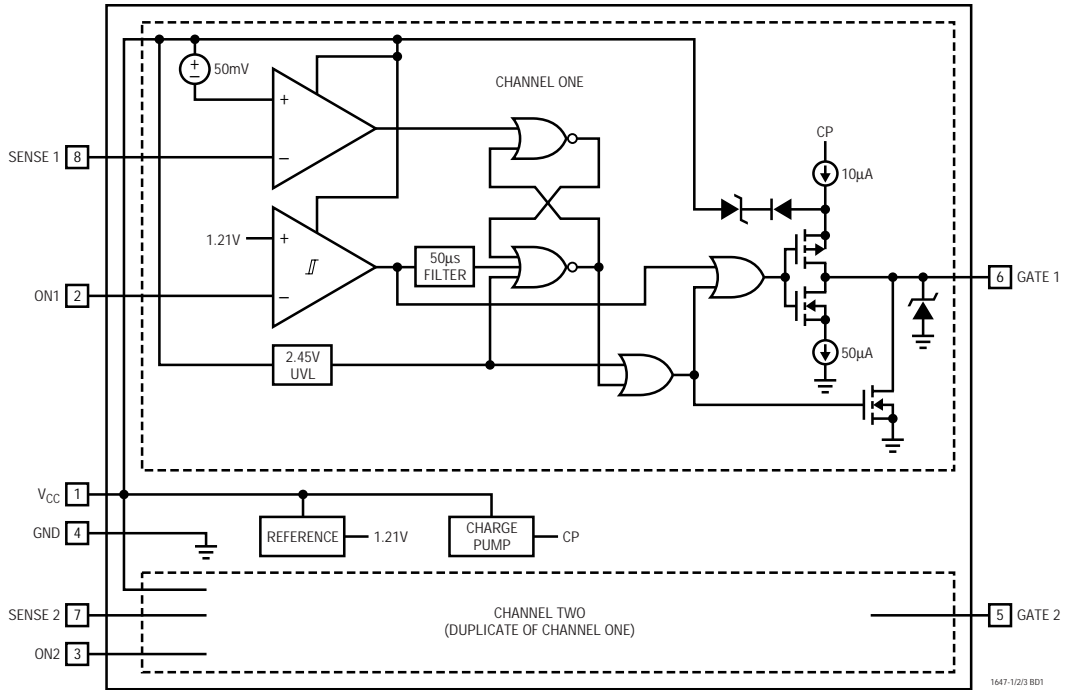 50mV
CHANNEL ONE
+
–
+
–
SENSE 1 8
CP
10µA
1.21V
+
–
50µs
FILTER
ON1 2
6 GATE 1
2.45V
UVL
50µA
VCC 1
GND 4
REFERENCE 1.21V
CHARGE
PUMP
CP
SENSE 2 7
CHANNEL TWO
(DUPLICATE OF CHANNEL ONE)
5 GATE 2
ON2 3
1647-1/2/3 BD1